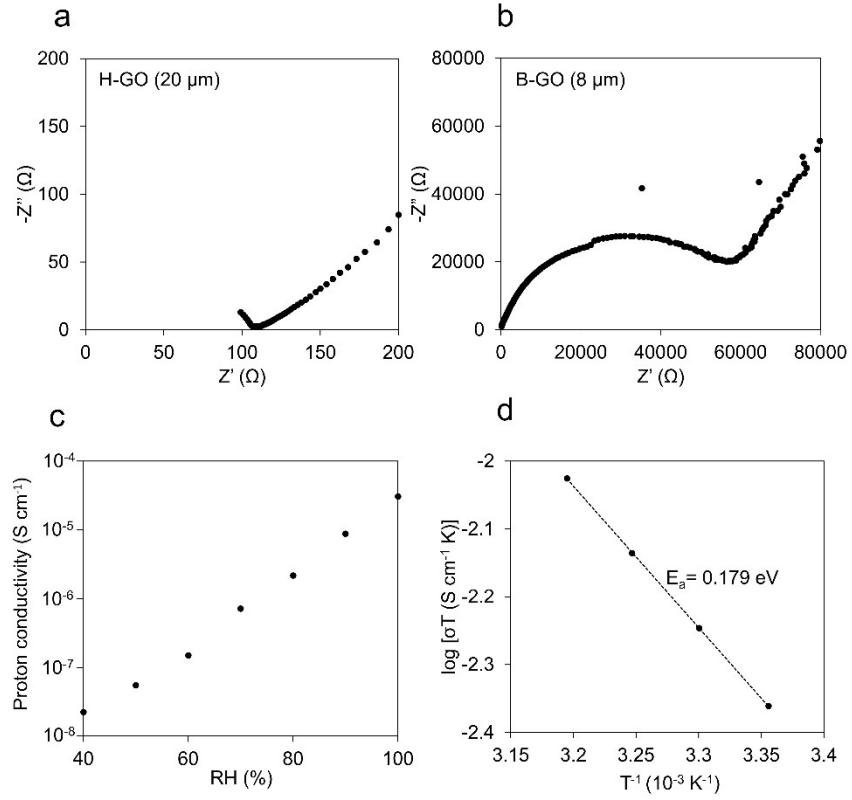 a
H-GO (20 µm)
-Z" (Ω)
200
150
100
50
0
0 50 100 150 200
Z' (Ω)
b
B-GO (8 µm)
-Z" (Ω)
80000
60000
40000
20000
0
0 20000 40000 60000 80000
Z' (Ω)
c
Proton conductivity (S cm⁻¹)
10⁻⁴
10⁻⁵
10⁻⁶
10⁻⁷
10⁻⁸
40 60 80 100
RH (%)
d
log [σT (S cm⁻¹ K)]
-2
-2.1
-2.2
-2.3
-2.4
Eₐ= 0.179 eV
3.15 3.2 3.25 3.3 3.35 3.4
T⁻¹ (10⁻³ K⁻¹)